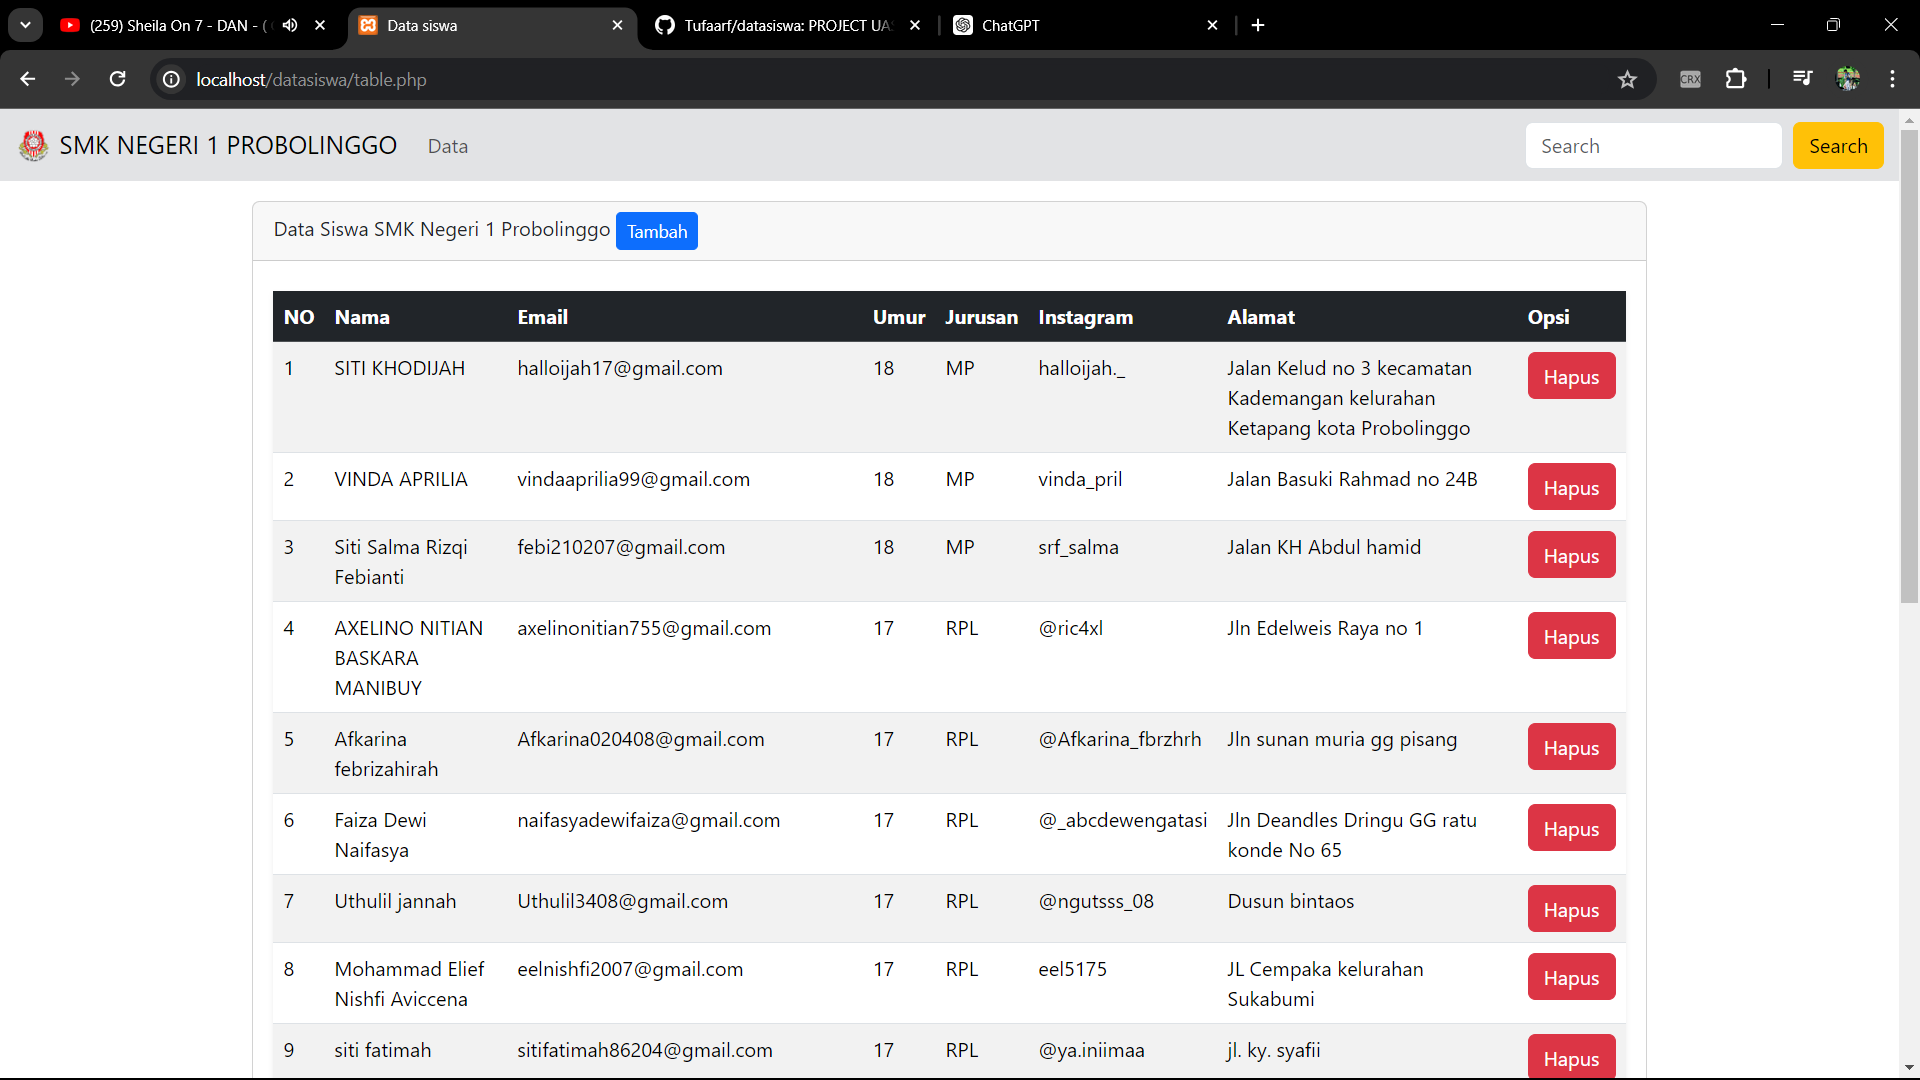 (259) Sheila On 7 - DAN - (
Data siswa
Tufaarf/datasiswa: PROJECT UAS
ChatGPT
localhost/datasiswa/table.php
CRX
SMK NEGERI 1 PROBOLINGGO Data Search Search
Data Siswa SMK Negeri 1 Probolinggo Tambah
NO Nama Email Umur Jurusan Instagram Alamat Opsi
1 SITI KHODIJAH halloijah17@gmail.com 18 MP halloijah._ Jalan Kelud no 3 kecamatan Hapus
Kademangan kelurahan
Ketapang kota Probolinggo
2 VINDA APRILIA vindaaprilia99@gmail.com 18 MP vinda_pril Jalan Basuki Rahmad no 24B Hapus
3 Siti Salma Rizqi febi210207@gmail.com 18 MP srf_salma Jalan KH Abdul hamid Hapus
Febianti
4 AXELINO NITIAN axelinonitian755@gmail.com 17 RPL @ric4xl Jln Edelweis Raya no 1 Hapus
BASKARA
MANIBUY
5 Afkarina Afkarina020408@gmail.com 17 RPL @Afkarina_fbrzhrh Jln sunan muria gg pisang Hapus
febrizahirah
6 Faiza Dewi naifasyadewifaiza@gmail.com 17 RPL @_abcdewengatasi Jln Deandles Dringu GG ratu Hapus
Naifasya konde No 65
7 Uthulil jannah Uthulil3408@gmail.com 17 RPL @ngutsss_08 Dusun bintaos Hapus
8 Mohammad Elief eelnishfi2007@gmail.com 17 RPL eel5175 JL Cempaka kelurahan Hapus
Nishfi Aviccena Sukabumi
9 siti fatimah sitifatimah86204@gmail.com 17 RPL @ya.iniimaa jl. ky. syafii Hapus